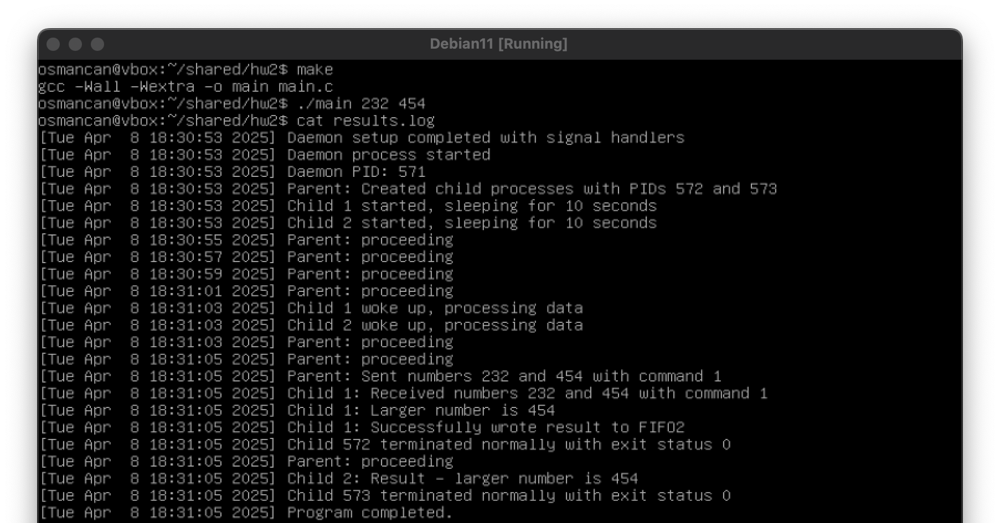 Debian11 [Running]
osmancan@vbox:~/shared/hw2$ make
gcc -Wall -Wextra -o main main.c
osmancan@vbox:~/shared/hw2$ ./main 232 454
osmancan@vbox:~/shared/hw2$ cat results.log
[Tue Apr  8 18:30:53 2025] Daemon setup completed with signal handlers
[Tue Apr  8 18:30:53 2025] Daemon process started
[Tue Apr  8 18:30:53 2025] Daemon PID: 571
[Tue Apr  8 18:30:53 2025] Parent: Created child processes with PIDs 572 and 573
[Tue Apr  8 18:30:53 2025] Child 1 started, sleeping for 10 seconds
[Tue Apr  8 18:30:53 2025] Child 2 started, sleeping for 10 seconds
[Tue Apr  8 18:30:55 2025] Parent: proceeding
[Tue Apr  8 18:30:57 2025] Parent: proceeding
[Tue Apr  8 18:30:59 2025] Parent: proceeding
[Tue Apr  8 18:31:01 2025] Parent: proceeding
[Tue Apr  8 18:31:03 2025] Child 1 woke up, processing data
[Tue Apr  8 18:31:03 2025] Child 2 woke up, processing data
[Tue Apr  8 18:31:03 2025] Parent: proceeding
[Tue Apr  8 18:31:05 2025] Parent: proceeding
[Tue Apr  8 18:31:05 2025] Parent: Sent numbers 232 and 454 with command 1
[Tue Apr  8 18:31:05 2025] Child 1: Received numbers 232 and 454 with command 1
[Tue Apr  8 18:31:05 2025] Child 1: Larger number is 454
[Tue Apr  8 18:31:05 2025] Child 1: Successfully wrote result to FIFO2
[Tue Apr  8 18:31:05 2025] Child 572 terminated normally with exit status 0
[Tue Apr  8 18:31:05 2025] Parent: proceeding
[Tue Apr  8 18:31:05 2025] Child 2: Result - larger number is 454
[Tue Apr  8 18:31:05 2025] Child 573 terminated normally with exit status 0
[Tue Apr  8 18:31:05 2025] Program completed.